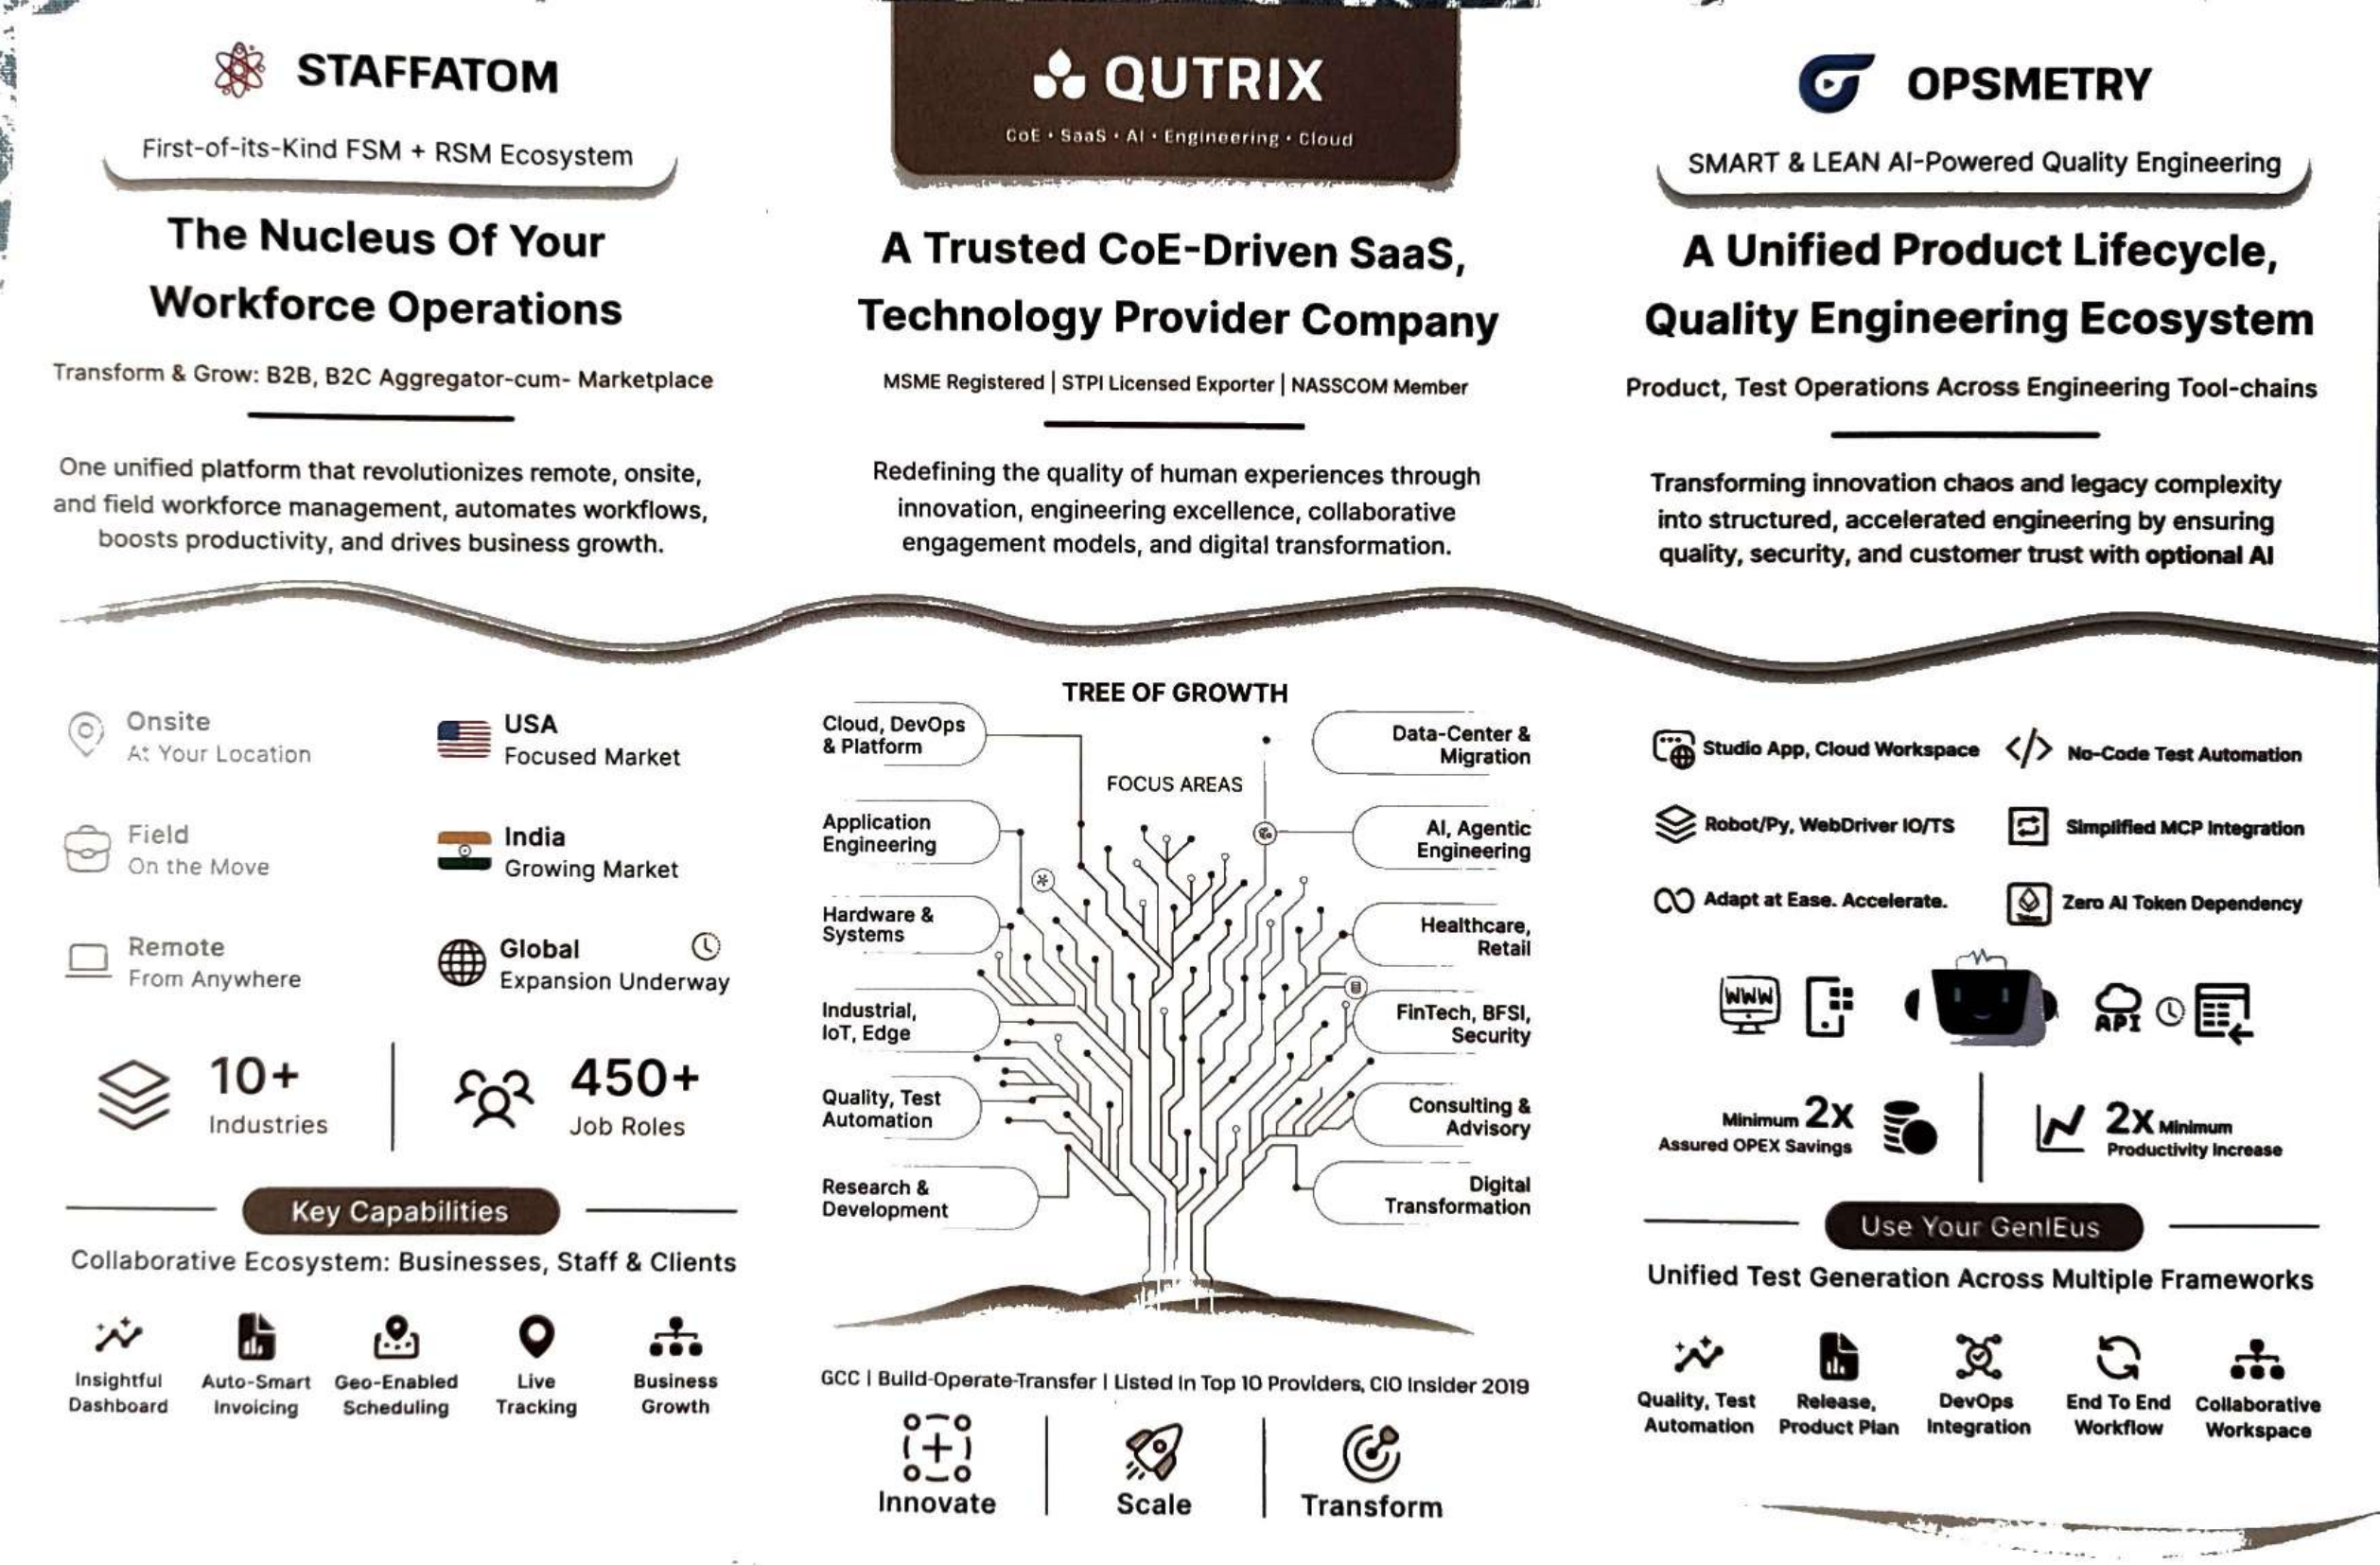 STAFFATOM
First-of-its-Kind FSM + RSM Ecosystem
The Nucleus Of Your
Workforce Operations
Transform & Grow: B2B, B2C Aggregator-cum- Marketplace
One unified platform that revolutionizes remote, onsite,
and field workforce management, automates workflows,
boosts productivity, and drives business growth.
Onsite
At Your Location
USA
Focused Market
Field
On the Move
India
Growing Market
Remote
From Anywhere
Global
Expansion Underway
10+
Industries
450+
Job Roles
Key Capabilities
Collaborative Ecosystem: Businesses, Staff & Clients
Insightful
Dashboard
Auto-Smart
Invoicing
Geo-Enabled
Scheduling
Live
Tracking
Business
Growth
QUTRIX
CoE • SaaS • AI • Engineering • Cloud
A Trusted CoE-Driven SaaS,
Technology Provider Company
MSME Registered | STPI Licensed Exporter | NASSCOM Member
Redefining the quality of human experiences through
innovation, engineering excellence, collaborative
engagement models, and digital transformation.
TREE OF GROWTH
FOCUS AREAS
Cloud, DevOps
& Platform
Application
Engineering
Hardware &
Systems
Industrial,
IoT, Edge
Quality, Test
Automation
Research &
Development
Data-Center &
Migration
AI, Agentic
Engineering
Healthcare,
Retail
FinTech, BFSI,
Security
Consulting &
Advisory
Digital
Transformation
GCC | Build-Operate-Transfer | Listed in Top 10 Providers, CIO Insider 2019
Innovate
Scale
Transform
OPSMETRY
SMART & LEAN AI-Powered Quality Engineering
A Unified Product Lifecycle,
Quality Engineering Ecosystem
Product, Test Operations Across Engineering Tool-chains
Transforming innovation chaos and legacy complexity
into structured, accelerated engineering by ensuring
quality, security, and customer trust with optional AI
Studio App, Cloud Workspace
No-Code Test Automation
Robot/Py, WebDriver IO/TS
Simplified MCP Integration
Adapt at Ease. Accelerate.
Zero AI Token Dependency
WWW
API
Minimum 2X
Assured OPEX Savings
2X Minimum
Productivity Increase
Use Your GenIEus
Unified Test Generation Across Multiple Frameworks
Quality, Test
Automation
Release,
Product Plan
DevOps
Integration
End To End
Workflow
Collaborative
Workspace